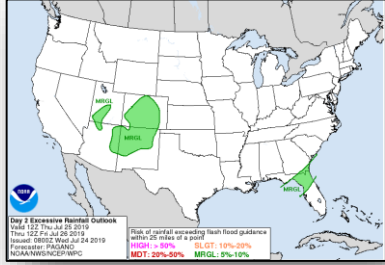 MRGL
MRGL
MRGL
NOAA
Day 2 Excessive Rainfall Outlook
Valid 12Z Thu Jul 25 2019
Thru 12Z Fri Jul 26 2019
Issued: 0800Z Wed Jul 24 2019
Forecaster: PAGANO
NOAA/NWS/NCEP/WPC
Risk of rainfall exceeding flash flood guidance
within 25 miles of a point
HIGH: > 50% SLGT: 10%-20%
MDT: 20%-50% MRGL: 5%-10%